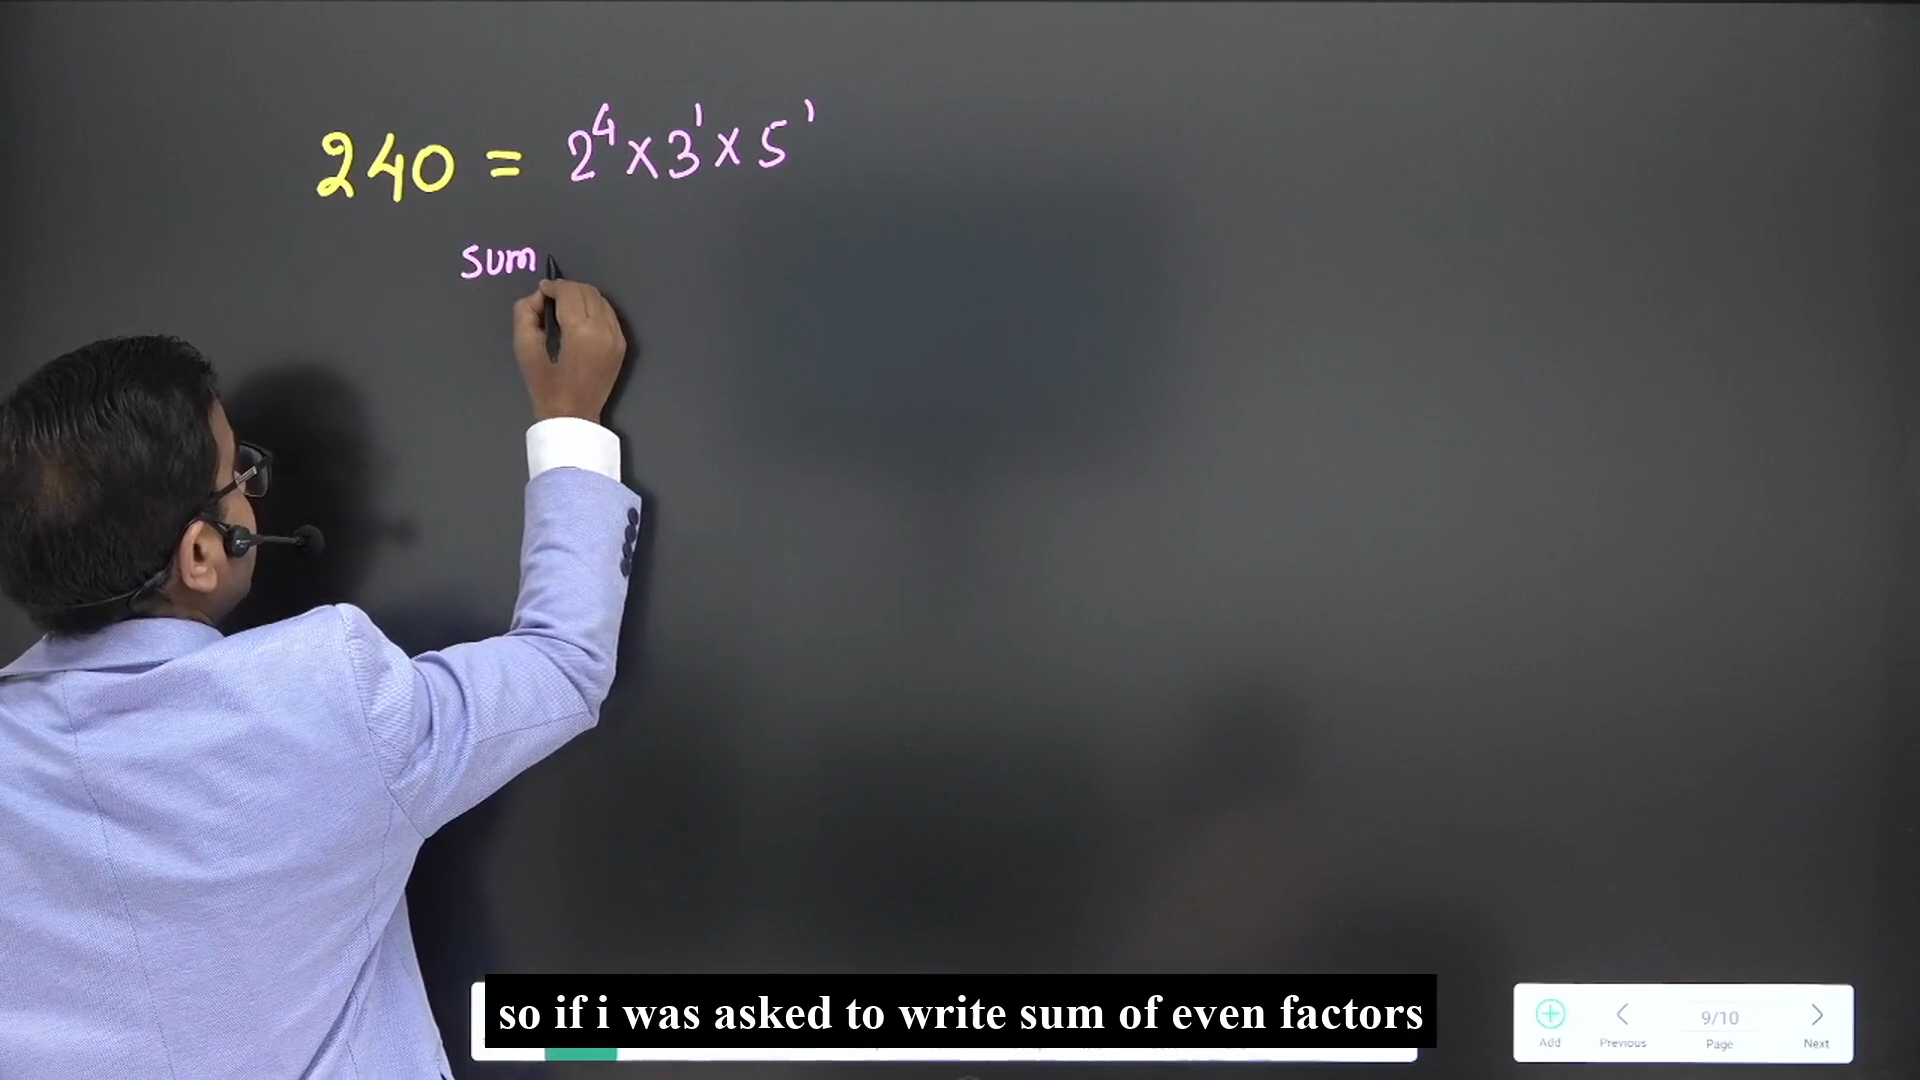 240 = 2⁴ x 3¹ x 5¹
sum
so if i was asked to write sum of even factors
9/10
Add Previous Page Next